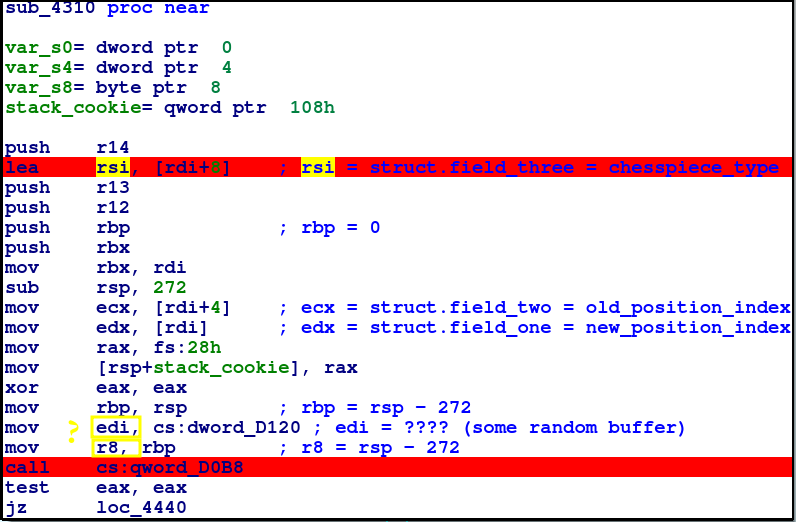 sub_4310 proc near
var_s0= dword ptr  0
var_s4= dword ptr  4
var_s8= byte ptr  8
stack_cookie= qword ptr  108h
push    r14
lea     rsi, [rdi+8]    ; rsi = struct.field_three = chesspiece_type
push    r13
push    r12
push    rbp             ; rbp = 0
push    rbx
mov     rbx, rdi
sub     rsp, 272
mov     ecx, [rdi+4]    ; ecx = struct.field_two = old_position_index
mov     edx, [rdi]      ; edx = struct.field_one = new_position_index
mov     rax, fs:28h
mov     [rsp+stack_cookie], rax
xor     eax, eax
mov     rbp, rsp        ; rbp = rsp - 272
mov   ? edi, cs:dword_D120 ; edi = ???? (some random buffer)
mov     r8, rbp         ; r8 = rsp - 272
call    cs:qword_D0B8
test    eax, eax
jz      loc_4440